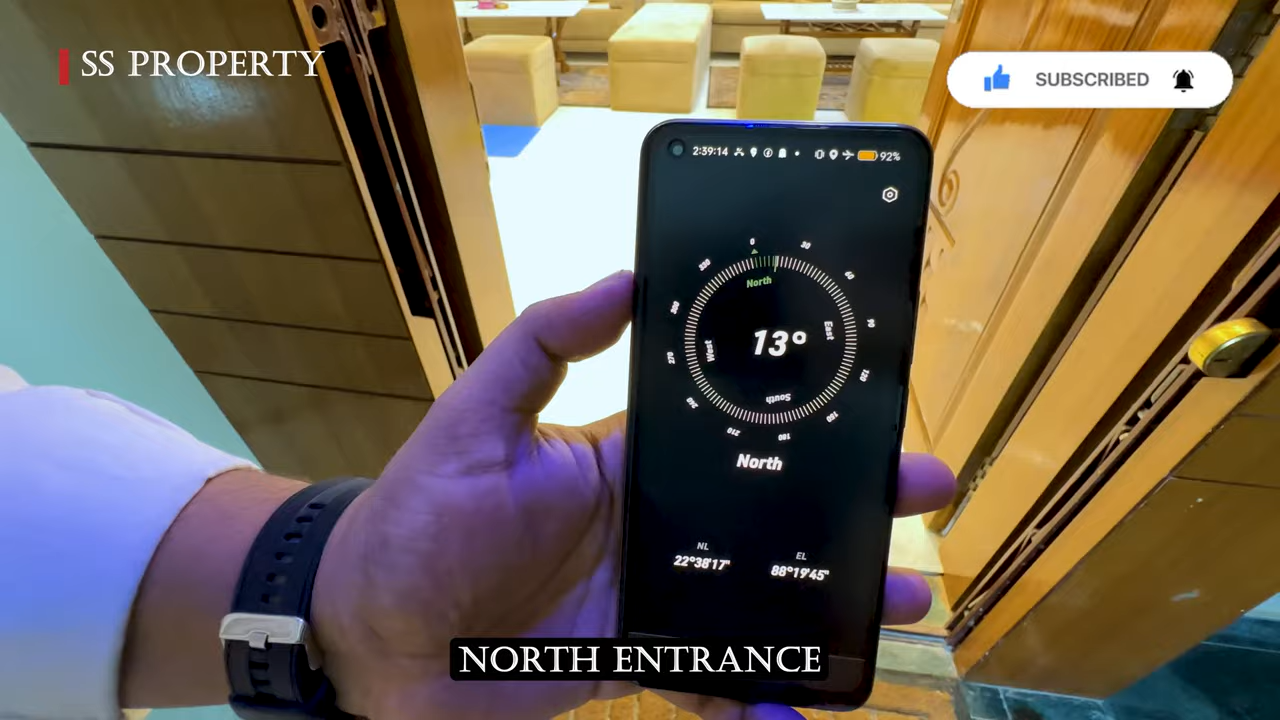 SS PROPERTY
SUBSCRIBED
2:39:14
92%
0
30
60
90
120
150
180
210
240
270
300
330
North
East
South
West
13°
North
NL
22°38'17"
EL
88°19'45"
NORTH ENTRANCE